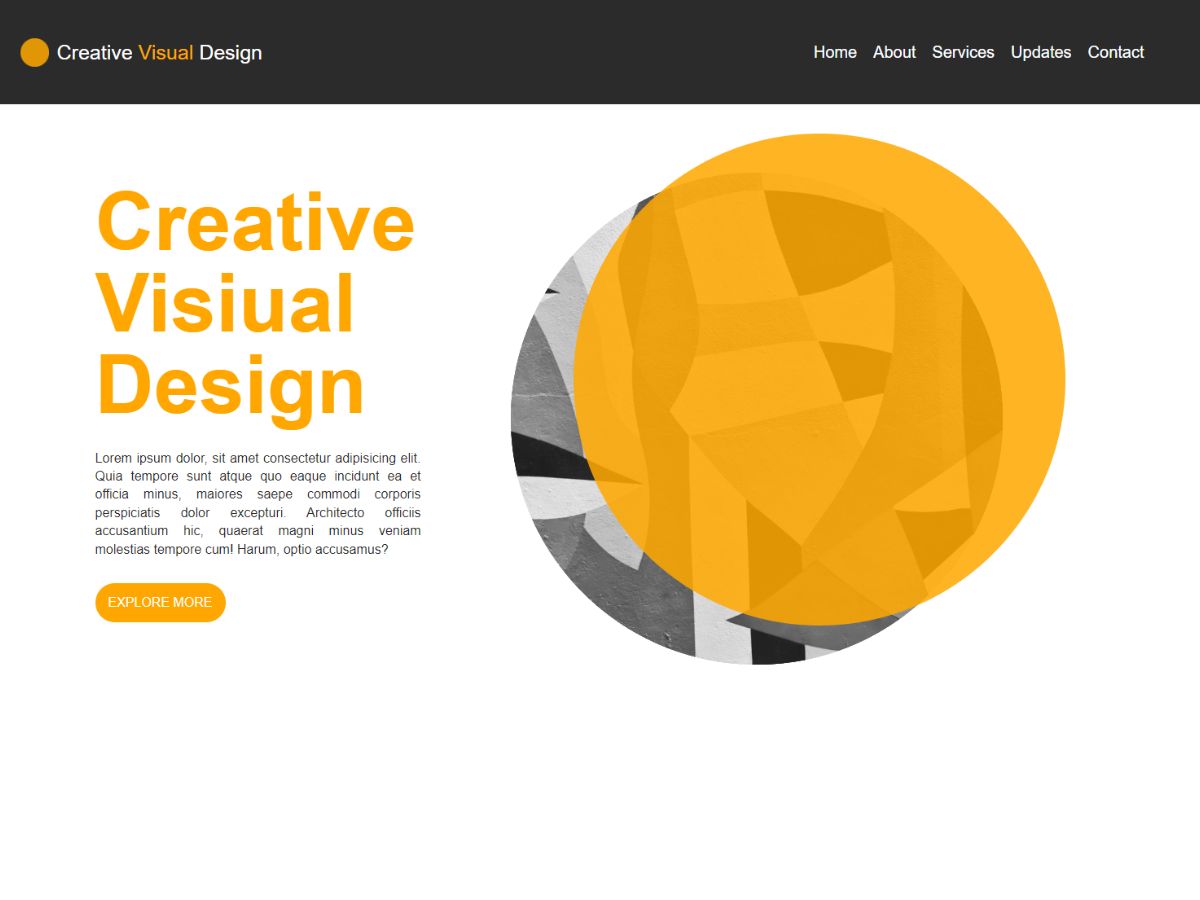 Creative Visual Design
Home About Services Updates Contact
Creative
Visiual
Design
Lorem ipsum dolor, sit amet consectetur adipisicing elit.
Quia tempore sunt atque quo eaque incidunt ea et
officia minus, maiores saepe commodi corporis
perspiciatis dolor excepturi. Architecto officiis
accusantium hic, quaerat magni minus veniam
molestias tempore cum! Harum, optio accusamus?
EXPLORE MORE